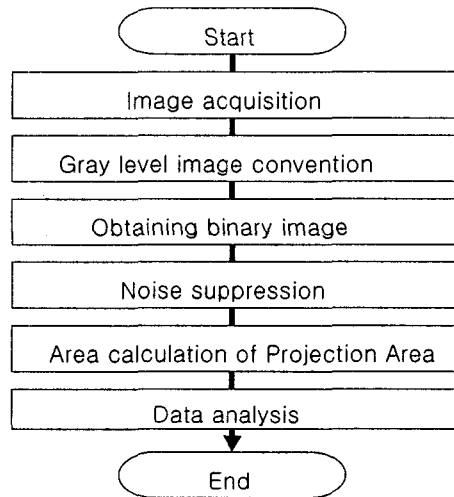 Start
Image acquisition
Gray level image convention
Obtaining binary image
Noise suppression
Area calculation of Projection Area
Data analysis
End